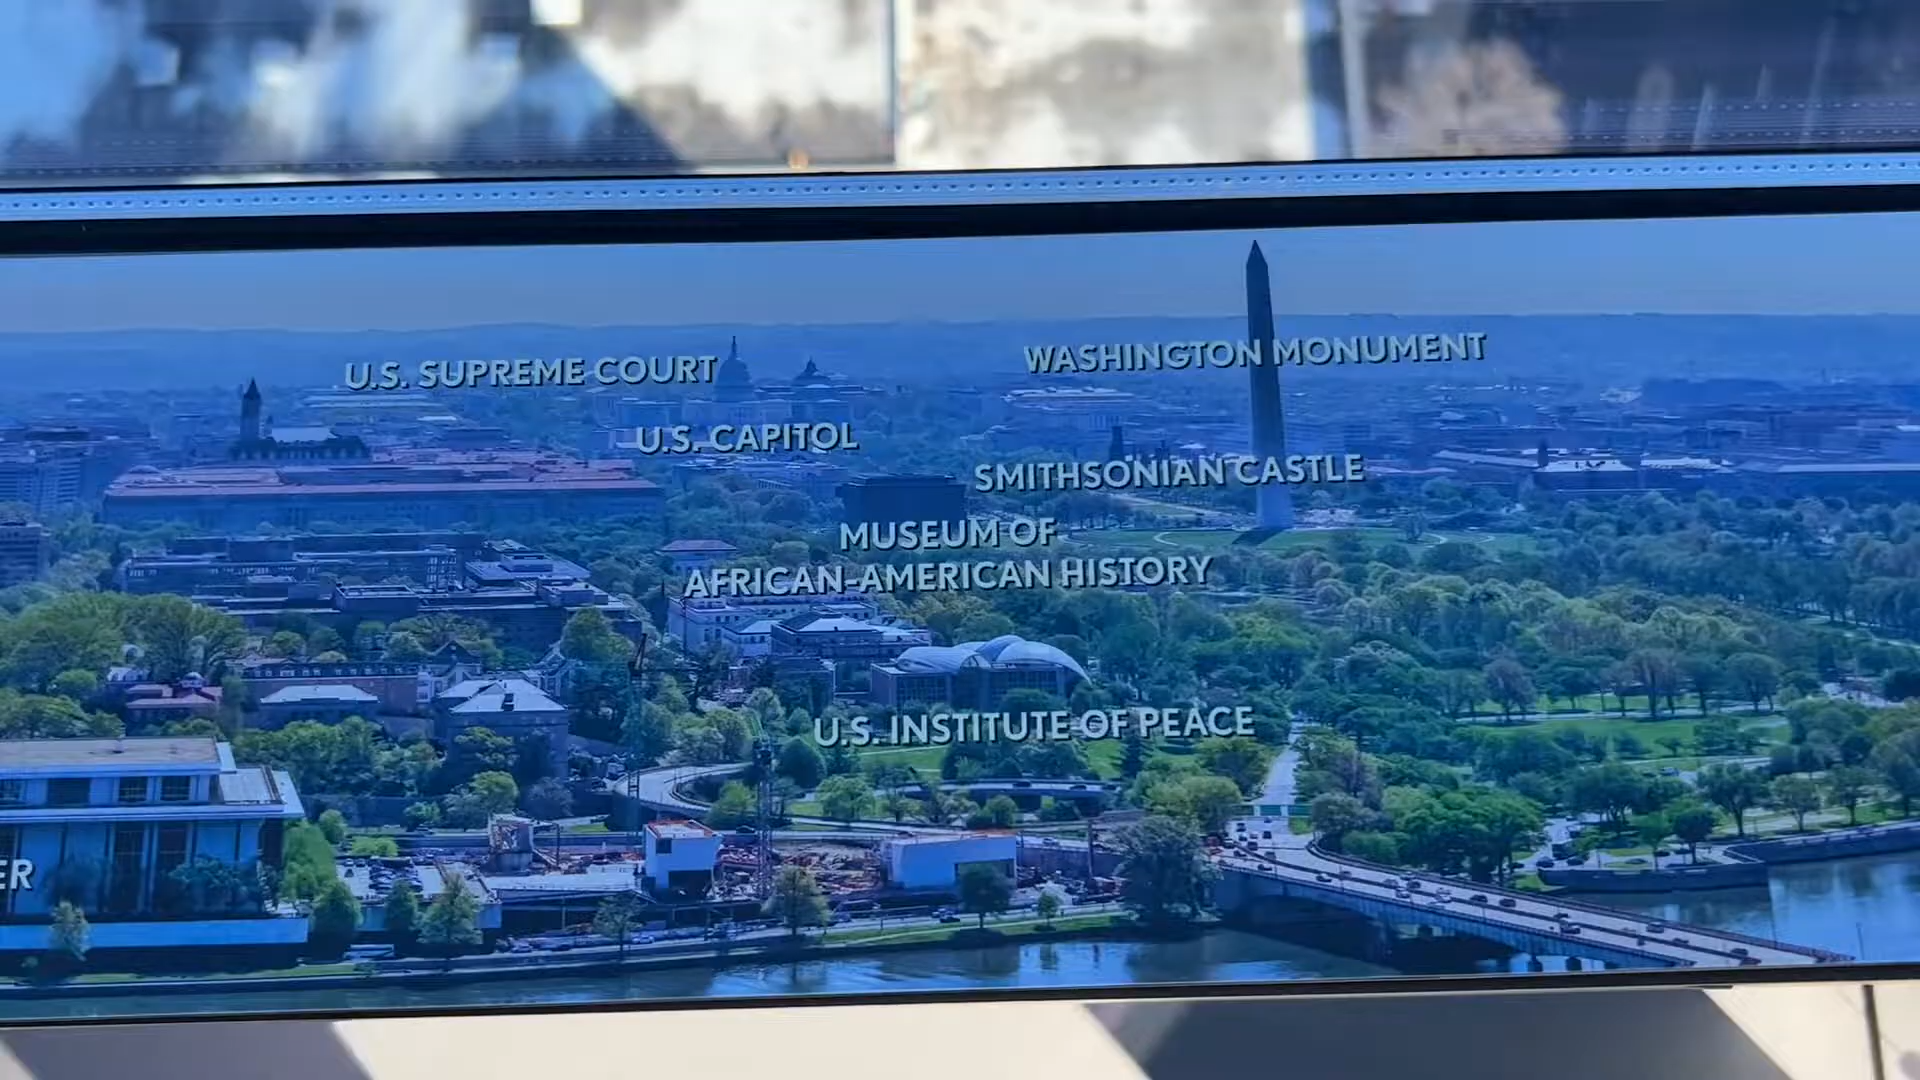 U.S. SUPREME COURT
WASHINGTON MONUMENT
U.S. CAPITOL
SMITHSONIAN CASTLE
MUSEUM OF
AFRICAN-AMERICAN HISTORY
U.S. INSTITUTE OF PEACE
ER